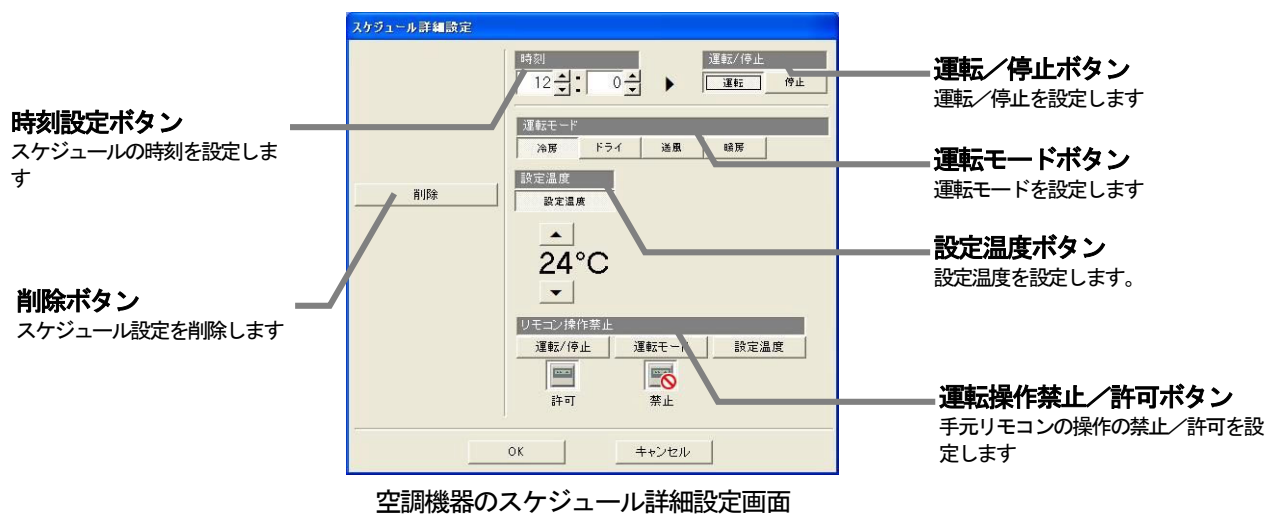 スケジュール詳細設定
時刻
運転/停止
12 : 0
運転
停止
運転モード
冷房
ドライ
送風
暖房
設定温度
設定温度
24°C
削除
リモコン操作禁止
運転/停止
運転モード
設定温度
許可
禁止
OK
キャンセル
時刻設定ボタン
スケジュールの時刻を設定しま
す
削除ボタン
スケジュール設定を削除します
運転／停止ボタン
運転／停止を設定します
運転モードボタン
運転モードを設定します
設定温度ボタン
設定温度を設定します。
運転操作禁止／許可ボタン
手元リモコンの操作の禁止／許可を設
定します
空調機器のスケジュール詳細設定画面